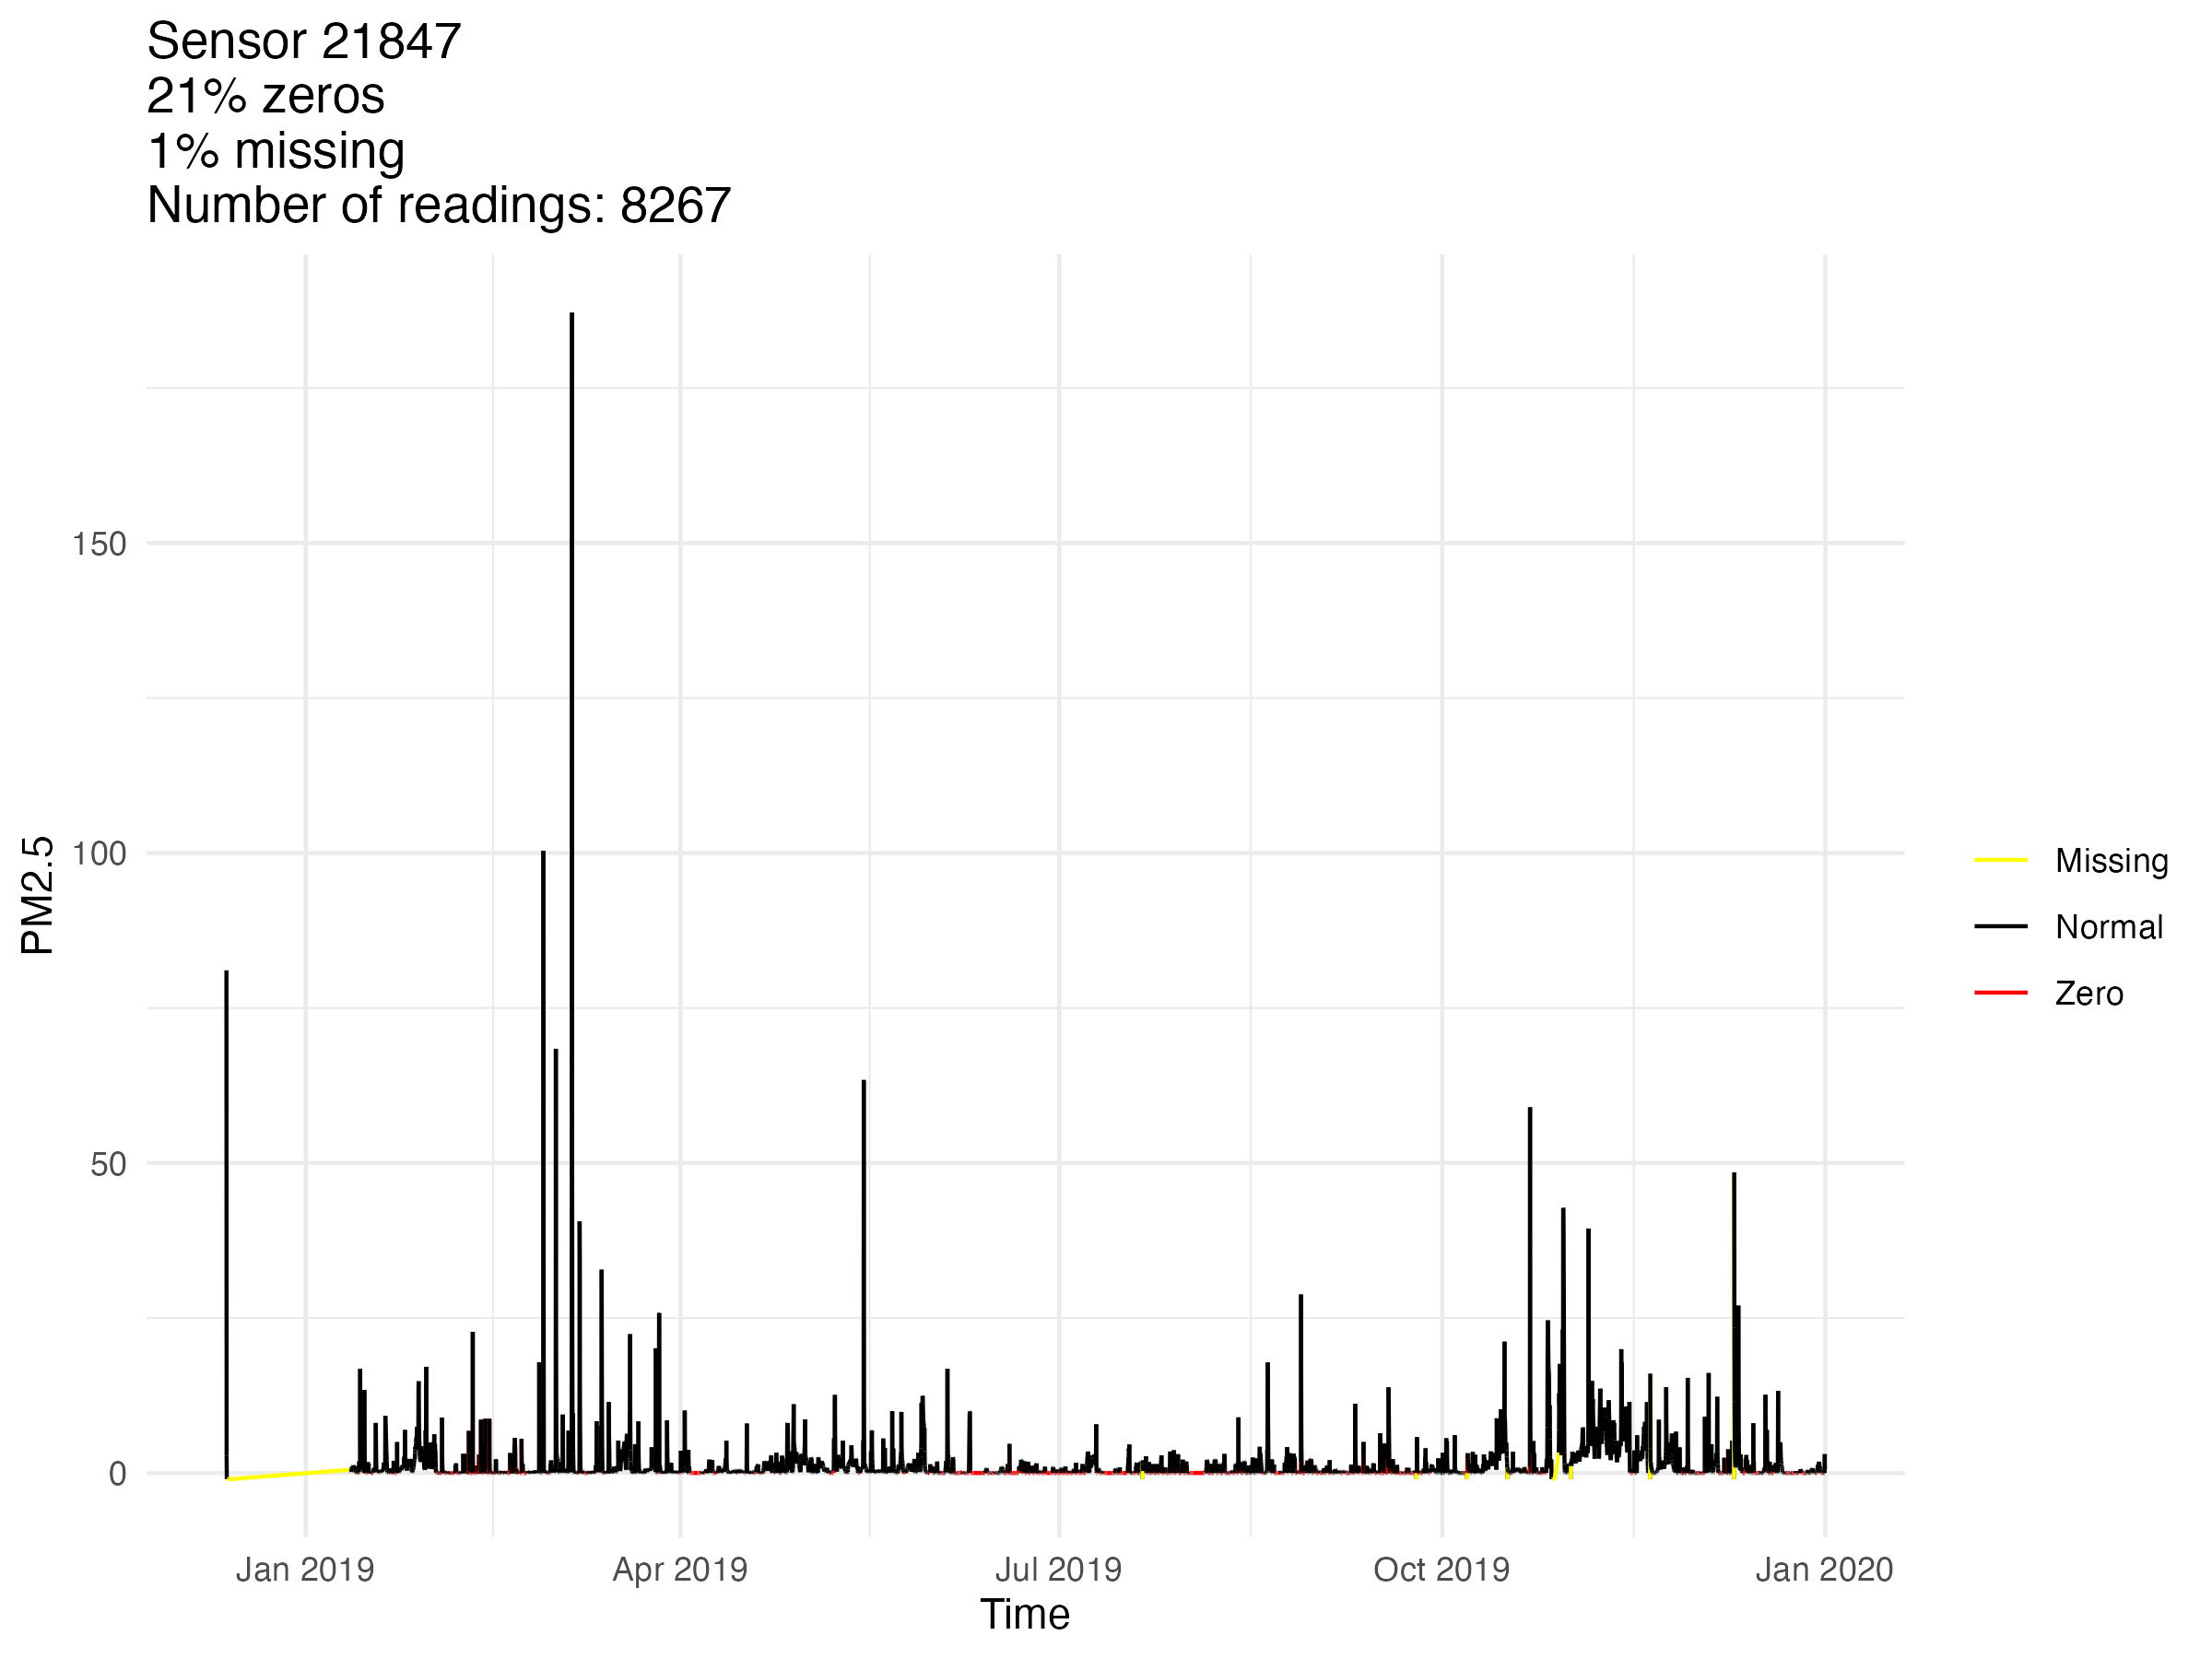 Sensor 21847
21% zeros
1% missing
Number of readings: 8267
150
100
50
0
PM2.5
Jan 2019
Apr 2019
Jul 2019
Oct 2019
Jan 2020
Time
Missing
Normal
Zero